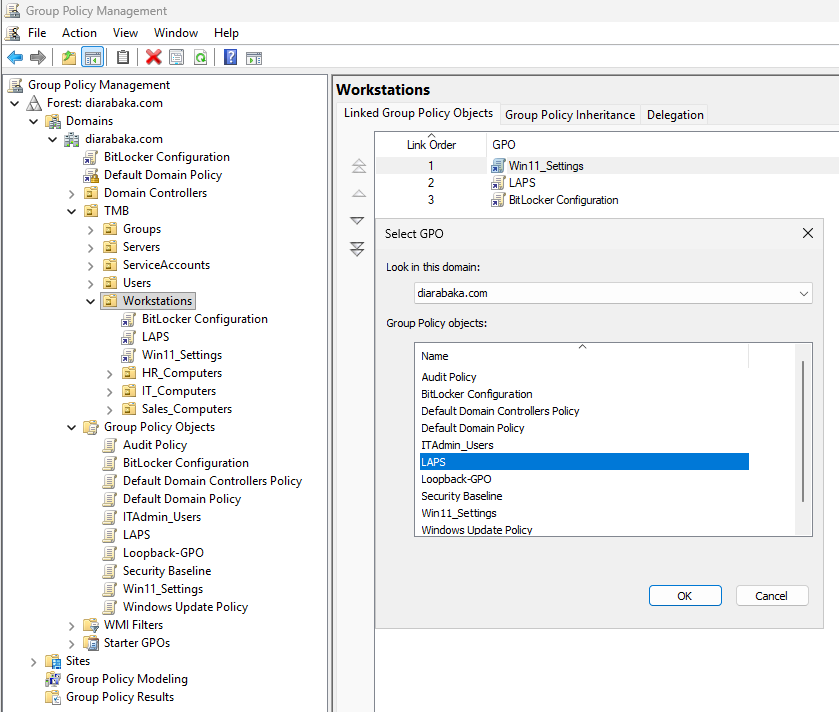 Group Policy Management
File Action View Window Help
Group Policy Management
Forest: diarabaka.com
Domains
diarabaka.com
BitLocker Configuration
Default Domain Policy
Domain Controllers
TMB
Groups
Servers
ServiceAccounts
Users
Workstations
BitLocker Configuration
LAPS
Win11_Settings
HR_Computers
IT_Computers
Sales_Computers
Group Policy Objects
Audit Policy
BitLocker Configuration
Default Domain Controllers Policy
Default Domain Policy
ITAdmin_Users
LAPS
Loopback-GPO
Security Baseline
Win11_Settings
Windows Update Policy
WMI Filters
Starter GPOs
Sites
Group Policy Modeling
Group Policy Results
Workstations
Linked Group Policy Objects Group Policy Inheritance Delegation
Link Order GPO
1 Win11_Settings
2 LAPS
3 BitLocker Configuration
Select GPO
Look in this domain:
diarabaka.com
Group Policy objects:
Name
Audit Policy
BitLocker Configuration
Default Domain Controllers Policy
Default Domain Policy
ITAdmin_Users
LAPS
Loopback-GPO
Security Baseline
Win11_Settings
Windows Update Policy
OK Cancel